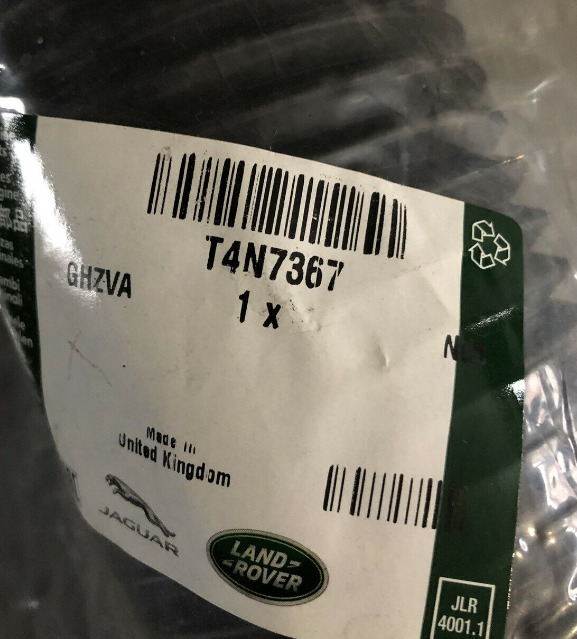 T4N7367
GHZVA
1 x
Made in
United Kingdom
JAGUAR
LAND
ROVER
JLR
4001.1